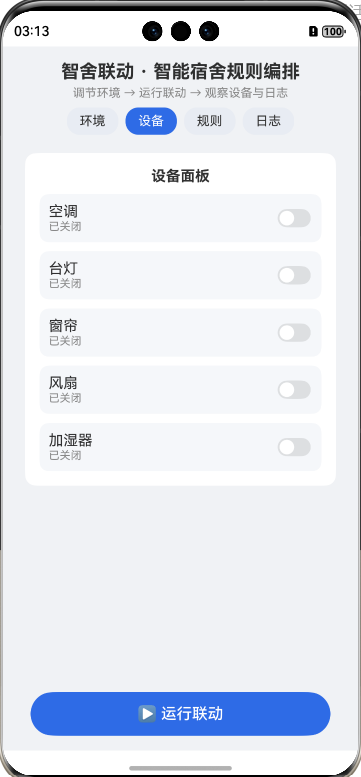 03:13
100
智舍联动 · 智能宿舍规则编排
调节环境 → 运行联动 → 观察设备与日志
环境 设备 规则 日志
设备面板
空调
已关闭
台灯
已关闭
窗帘
已关闭
风扇
已关闭
加湿器
已关闭
运行联动